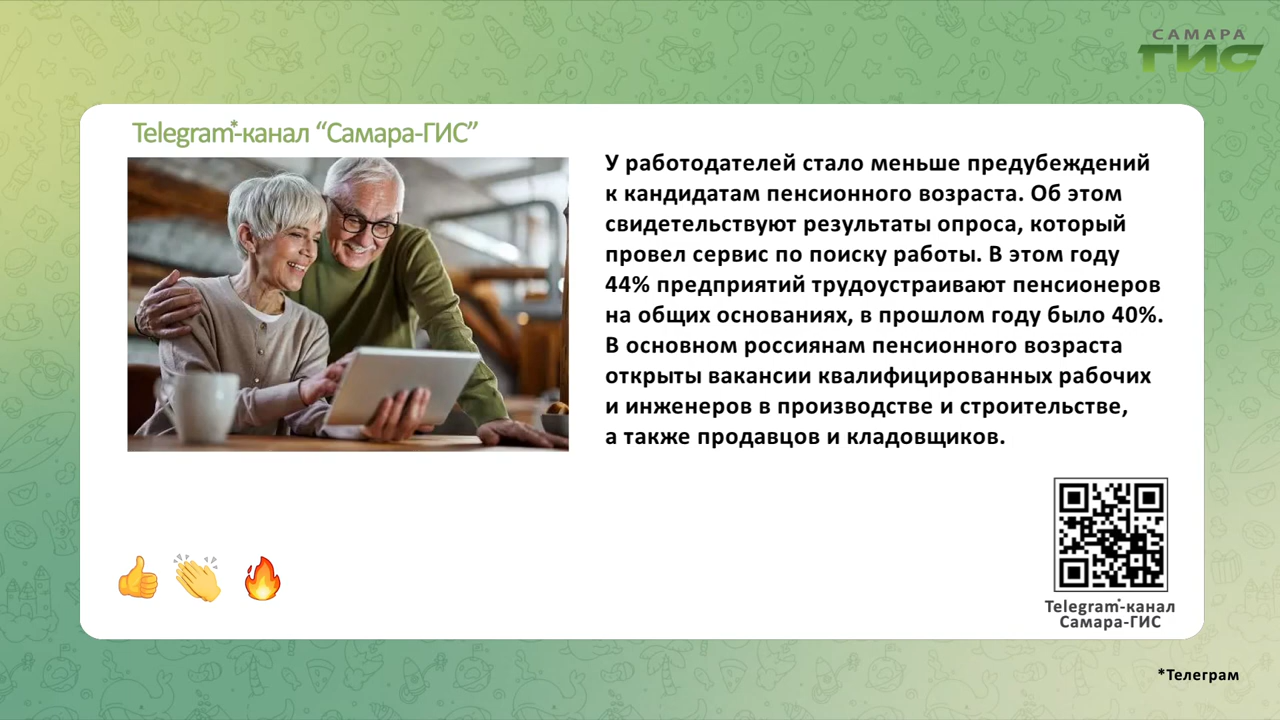 САМАРА
ГИС
Telegram*-канал “Самара-ГИС”
У работодателей стало меньше предубеждений
к кандидатам пенсионного возраста. Об этом
свидетельствуют результаты опроса, который
провел сервис по поиску работы. В этом году
44% предприятий трудоустраивают пенсионеров
на общих основаниях, в прошлом году было 40%.
В основном россиянам пенсионного возраста
открыты вакансии квалифицированных рабочих
и инженеров в производстве и строительстве,
а также продавцов и кладовщиков.
Telegram*-канал
Самара-ГИС
*Телеграм